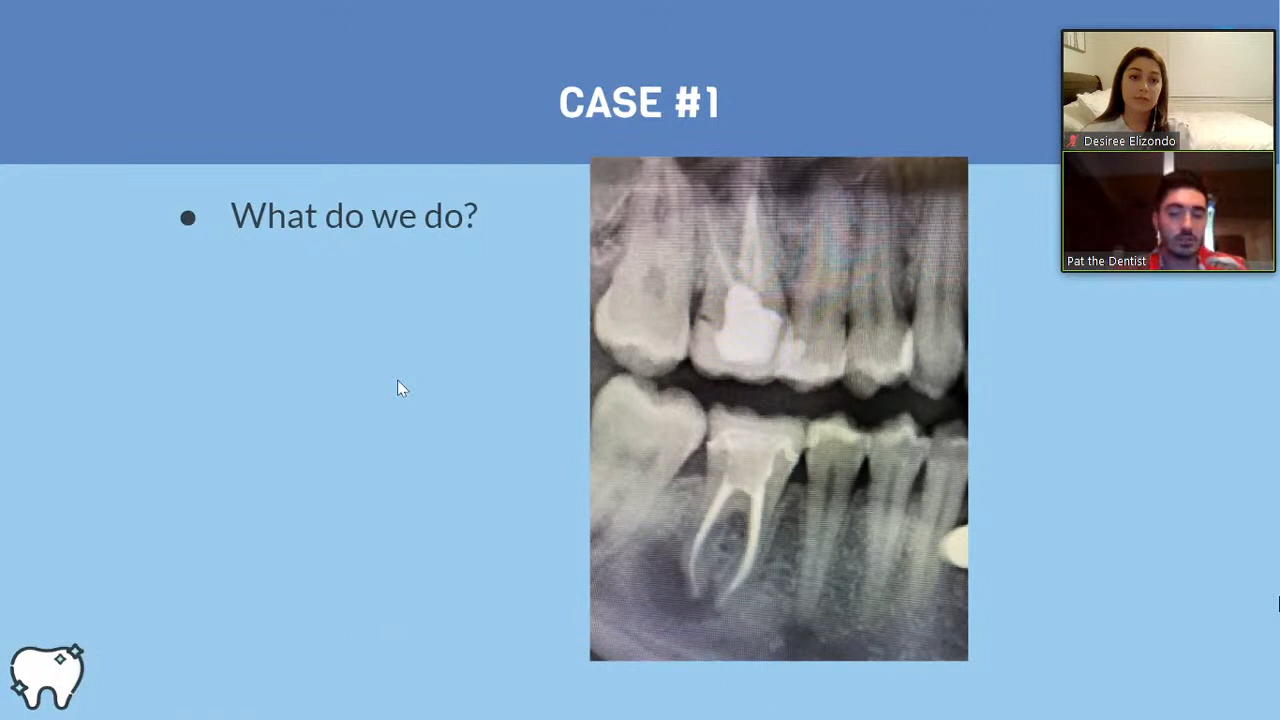 CASE #1
● What do we do?
Desiree Elizondo
Pat the Dentist